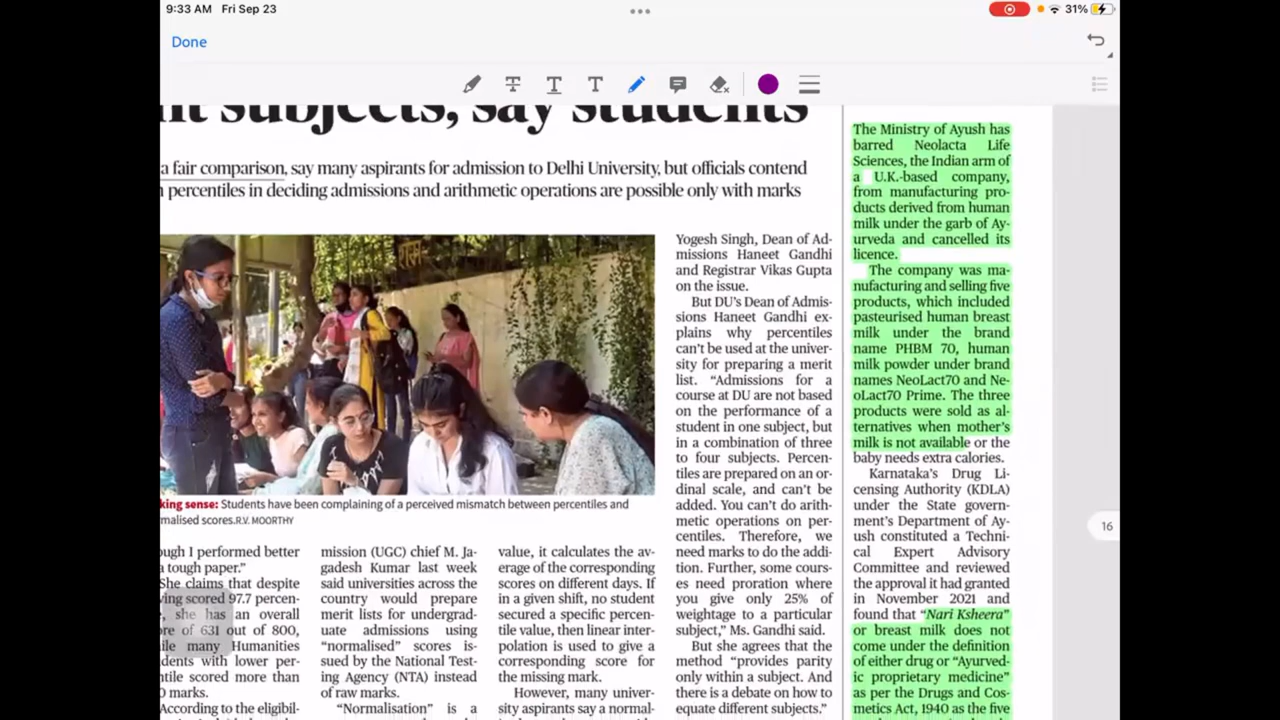 9:33 AM Fri Sep 23
31%
Done
nt subjects, say students
a fair comparison, say many aspirants for admission to Delhi University, but officials contend
percentiles in deciding admissions and arithmetic operations are possible only with marks
king sense: Students have been complaining of a perceived mismatch between percentiles and
malised scores.R.V. MOORTHY
ough I performed better
a tough paper.”
She claims that despite
ving scored 97.7 percen-
e, she has an overall
ore of 631 out of 800,
ile many Humanities
dents with lower per-
ntile scored more than
0 marks.
According to the eligibil-
mission (UGC) chief M. Ja-
gadesh Kumar last week
said universities across the
country would prepare
merit lists for undergrad-
uate admissions using
“normalised” scores is-
sued by the National Test-
ing Agency (NTA) instead
of raw marks.
“Normalisation” is a
value, it calculates the av-
erage of the corresponding
scores on different days. If
in a given shift, no student
secured a specific percen-
tile value, then linear inter-
polation is used to give a
corresponding score for
the missing mark.
However, many univer-
sity aspirants say a normal-
Yogesh Singh, Dean of Ad-
missions Haneet Gandhi
and Registrar Vikas Gupta
on the issue.
But DU’s Dean of Admis-
sions Haneet Gandhi ex-
plains why percentiles
can’t be used at the univer-
sity for preparing a merit
list. “Admissions for a
course at DU are not based
on the performance of a
student in one subject, but
in a combination of three
to four subjects. Percen-
tiles are prepared on an or-
dinal scale, and can’t be
added. You can’t do arith-
metic operations on per-
centiles. Therefore, we
need marks to do the addi-
tion. Further, some cours-
es need proration where
you give only 25% of
weightage to a particular
subject,” Ms. Gandhi said.
But she agrees that the
method “provides parity
only within a subject. And
there is a debate on how to
equate different subjects.”
The Ministry of Ayush has
barred Neolacta Life
Sciences, the Indian arm of
a U.K.-based company,
from manufacturing pro-
ducts derived from human
milk under the garb of Ay-
urveda and cancelled its
licence.
The company was ma-
nufacturing and selling five
products, which included
pasteurised human breast
milk under the brand
name PHBM 70, human
milk powder under brand
names NeoLact70 and Ne-
oLact70 Prime. The three
products were sold as al-
ternatives when mother’s
milk is not available or the
baby needs extra calories.
Karnataka’s Drug Li-
censing Authority (KDLA)
under the State govern-
ment’s Department of Ay-
ush constituted a Techni-
cal Expert Advisory
Committee and reviewed
the approval it had granted
in November 2021 and
found that “Nari Ksheera”
or breast milk does not
come under the definition
of either drug or “Ayurved-
ic proprietary medicine”
as per the Drugs and Cos-
metics Act, 1940 as the five
16